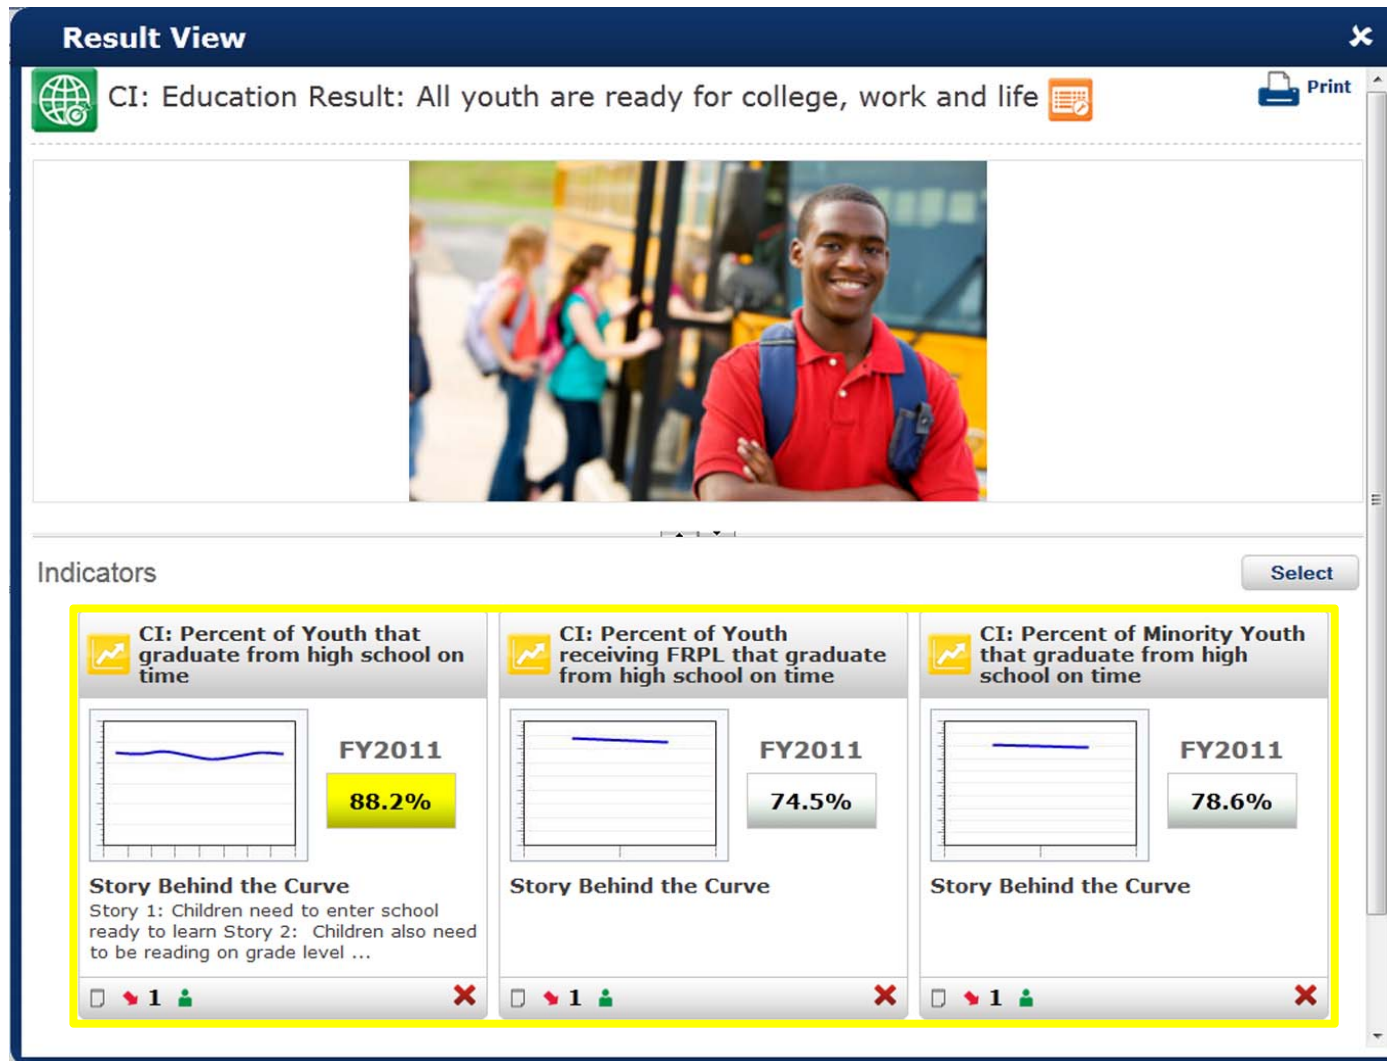 Result View
CI: Education Result: All youth are ready for college, work and life
Print
Indicators
Select
CI: Percent of Youth that
graduate from high school on
time
FY2011
88.2%
Story Behind the Curve
Story 1: Children need to enter school
ready to learn Story 2: Children also need
to be reading on grade level ...
1
CI: Percent of Youth
receiving FRPL that graduate
from high school on time
FY2011
74.5%
Story Behind the Curve
1
CI: Percent of Minority Youth
that graduate from high
school on time
FY2011
78.6%
Story Behind the Curve
1